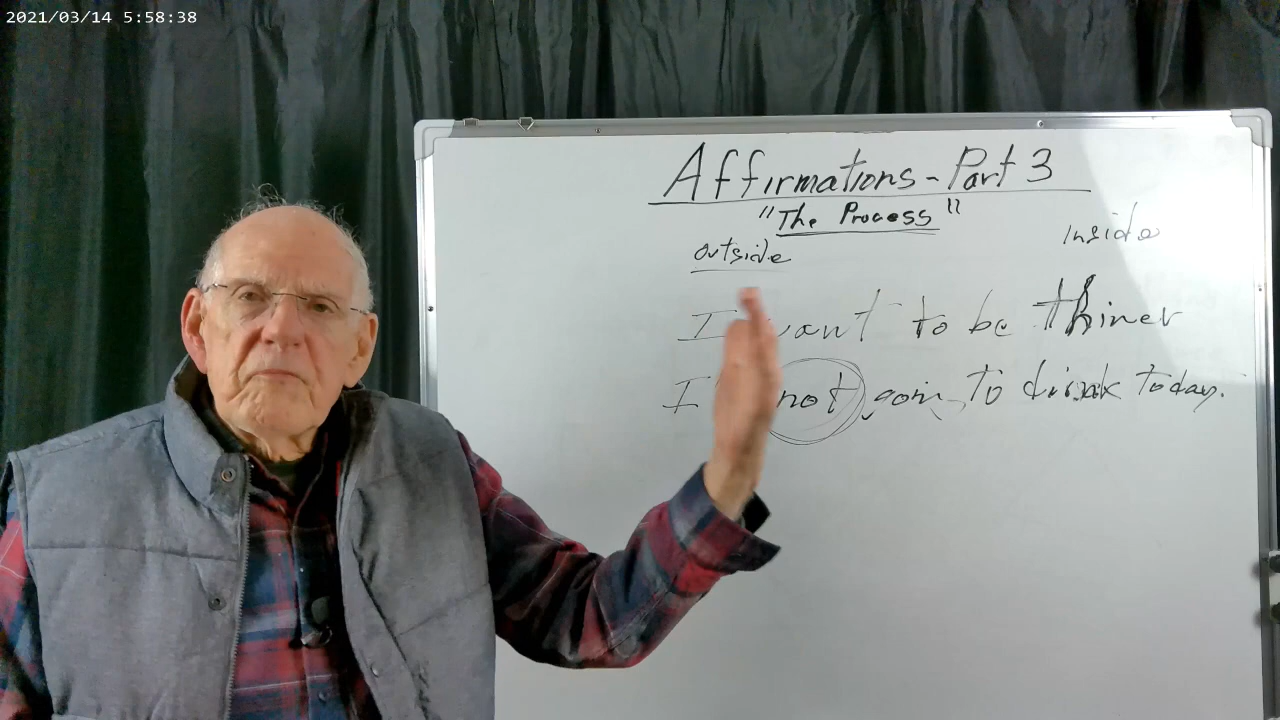 2021/03/14 5:58:38
Affirmations - Part 3
"The Process"
outside
inside
I want to be thiner
I not goin to drink today.